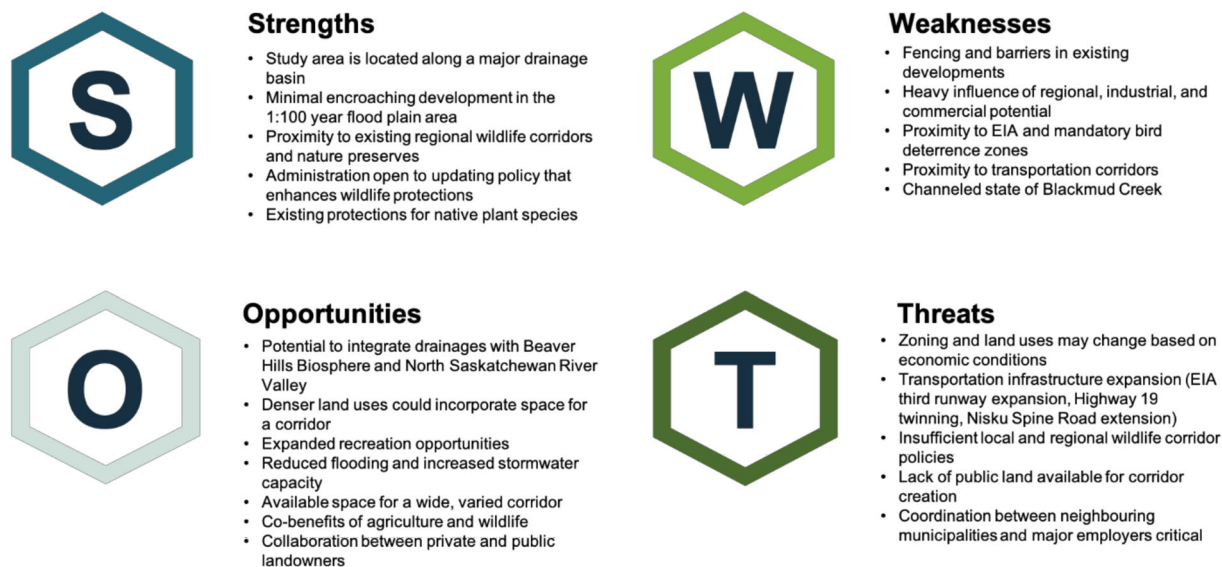 S
Strengths
• Study area is located along a major drainage
basin
• Minimal encroaching development in the
1:100 year flood plain area
• Proximity to existing regional wildlife corridors
and nature preserves
• Administration open to updating policy that
enhances wildlife protections
• Existing protections for native plant species
W
Weaknesses
• Fencing and barriers in existing
developments
• Heavy influence of regional, industrial, and
commercial potential
• Proximity to EIA and mandatory bird
deterrence zones
• Proximity to transportation corridors
• Channeled state of Blackmud Creek
O
Opportunities
• Potential to integrate drainages with Beaver
Hills Biosphere and North Saskatchewan River
Valley
• Denser land uses could incorporate space for
a corridor
• Expanded recreation opportunities
• Reduced flooding and increased stormwater
capacity
• Available space for a wide, varied corridor
• Co-benefits of agriculture and wildlife
• Collaboration between private and public
landowners
T
Threats
• Zoning and land uses may change based on
economic conditions
• Transportation infrastructure expansion (EIA
third runway expansion, Highway 19
twinning, Nisku Spine Road extension)
• Insufficient local and regional wildlife corridor
policies
• Lack of public land available for corridor
creation
• Coordination between neighbouring
municipalities and major employers critical